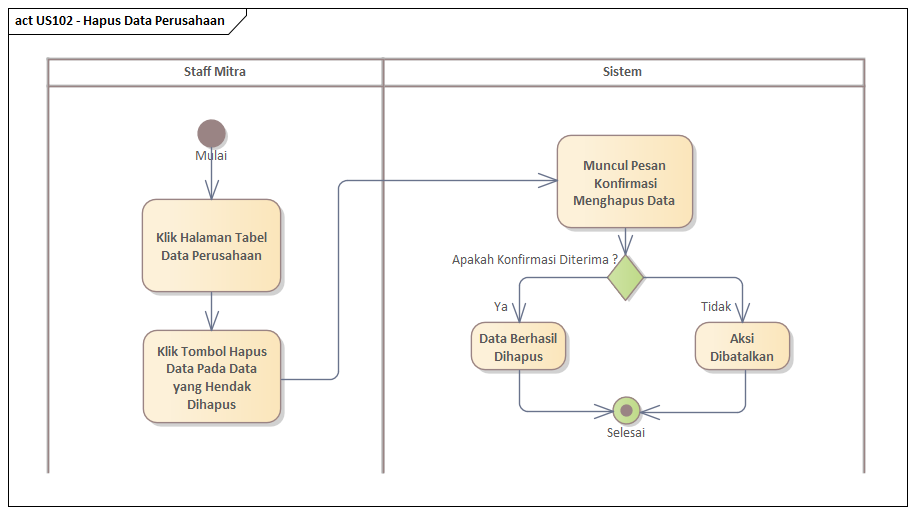 act US102 - Hapus Data Perusahaan
Staff Mitra
Sistem
Mulai
Klik Halaman Tabel
Data Perusahaan
Klik Tombol Hapus
Data Pada Data
yang Hendak
Dihapus
Muncul Pesan
Konfirmasi
Menghapus Data
Apakah Konfirmasi Diterima ?
Ya
Tidak
Data Berhasil
Dihapus
Aksi
Dibatalkan
Selesai